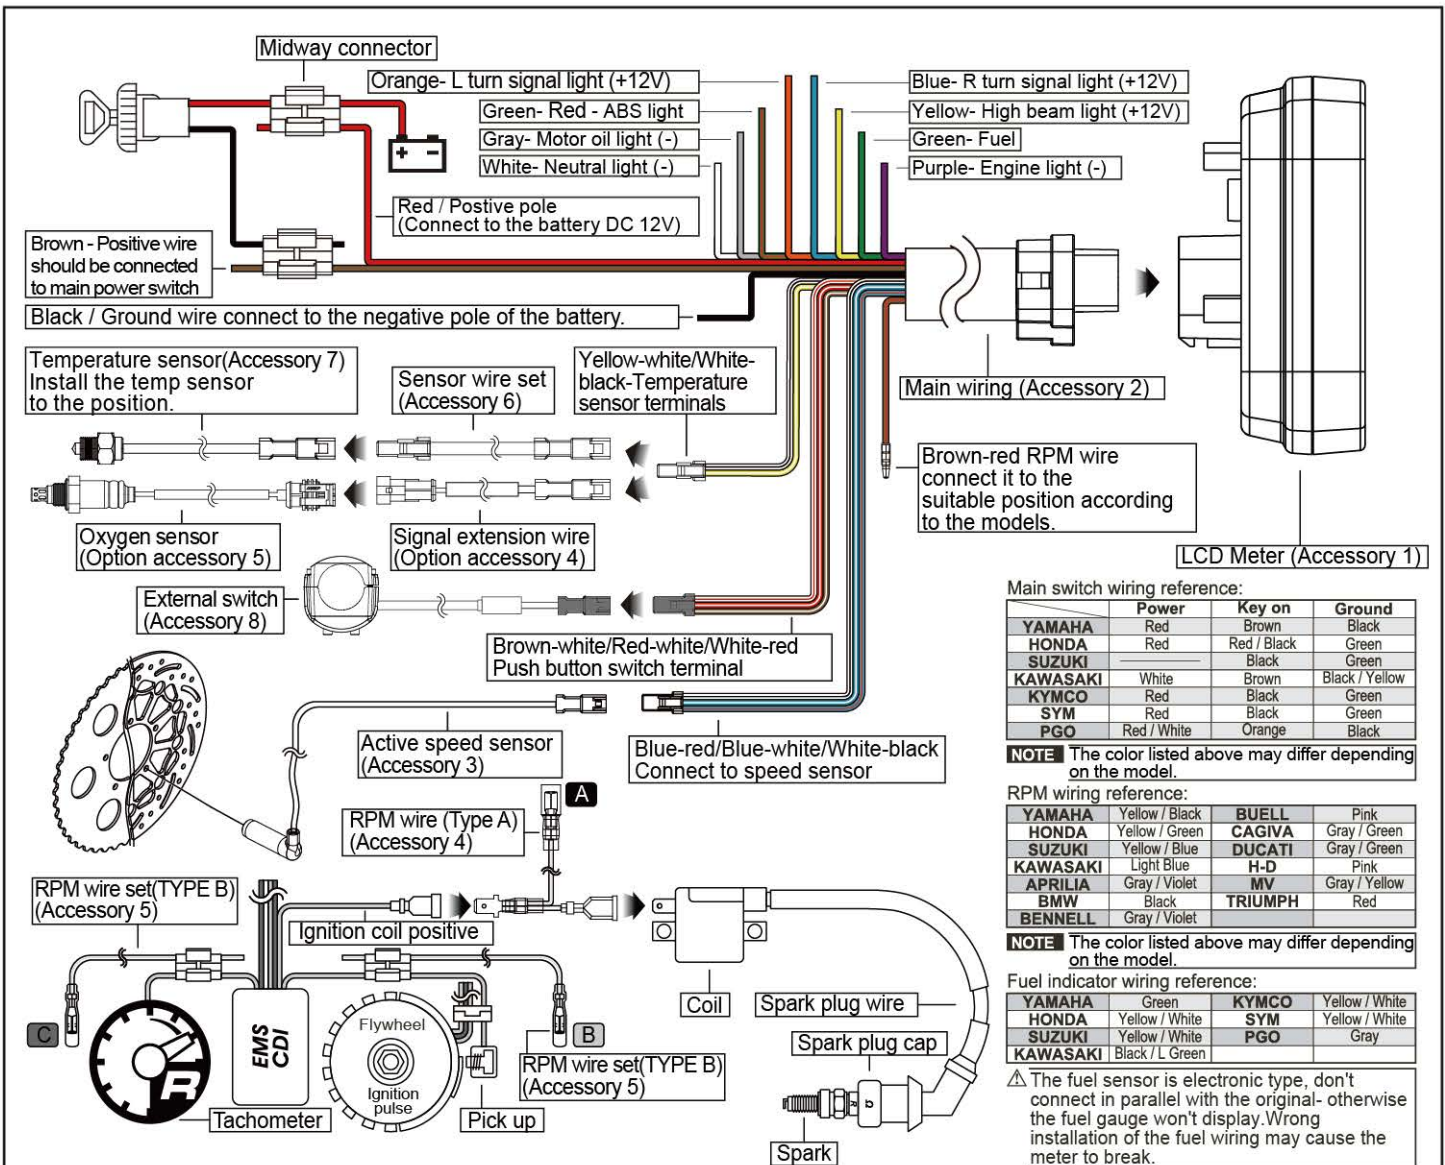 Midway connector
Orange- L turn signal light (+12V)
Green- Red - ABS light
Gray- Motor oil light (-)
White- Neutral light (-)
Blue- R turn signal light (+12V)
Yellow- High beam light (+12V)
Green- Fuel
Purple- Engine light (-)
+ -
Red / Postive pole
(Connect to the battery DC 12V)
Brown - Positive wire
should be connected
to main power switch
Black / Ground wire connect to the negative pole of the battery.
Temperature sensor(Accessory 7)
Install the temp sensor
to the position.
Sensor wire set
(Accessory 6)
Yellow-white/White-
black-Temperature
sensor terminals
Main wiring (Accessory 2)
Brown-red RPM wire
connect it to the
suitable position according
to the models.
Oxygen sensor
(Option accessory 5)
Signal extension wire
(Option accessory 4)
LCD Meter (Accessory 1)
External switch
(Accessory 8)
Brown-white/Red-white/White-red
Push button switch terminal
Active speed sensor
(Accessory 3)
Blue-red/Blue-white/White-black
Connect to speed sensor
A
RPM wire (Type A)
(Accessory 4)
RPM wire set(TYPE B)
(Accessory 5)
Ignition coil positive
Coil
Spark plug wire
Spark plug cap
Spark
C
R
Tachometer
EMS
CDI
Flywheel
Ignition
pulse
Pick up
B
RPM wire set(TYPE B)
(Accessory 5)
Ω
R
Main switch wiring reference:
Power Key on Ground
YAMAHA Red Brown Black
HONDA Red Red / Black Green
SUZUKI ——— Black Green
KAWASAKI White Brown Black / Yellow
KYMCO Red Black Green
SYM Red Black Green
PGO Red / White Orange Black
NOTE The color listed above may differ depending
on the model.
RPM wiring reference:
YAMAHA Yellow / Black BUELL Pink
HONDA Yellow / Green CAGIVA Gray / Green
SUZUKI Yellow / Blue DUCATI Gray / Green
KAWASAKI Light Blue H-D Pink
APRILIA Gray / Violet MV Gray / Yellow
BMW Black TRIUMPH Red
BENNELL Gray / Violet
NOTE The color listed above may differ depending
on the model.
Fuel indicator wiring reference:
YAMAHA Green KYMCO Yellow / White
HONDA Yellow / White SYM Yellow / White
SUZUKI Yellow / White PGO Gray
KAWASAKI Black / L Green
⚠ The fuel sensor is electronic type, don't
connect in parallel with the original- otherwise
the fuel gauge won't display.Wrong
installation of the fuel wiring may cause the
meter to break.